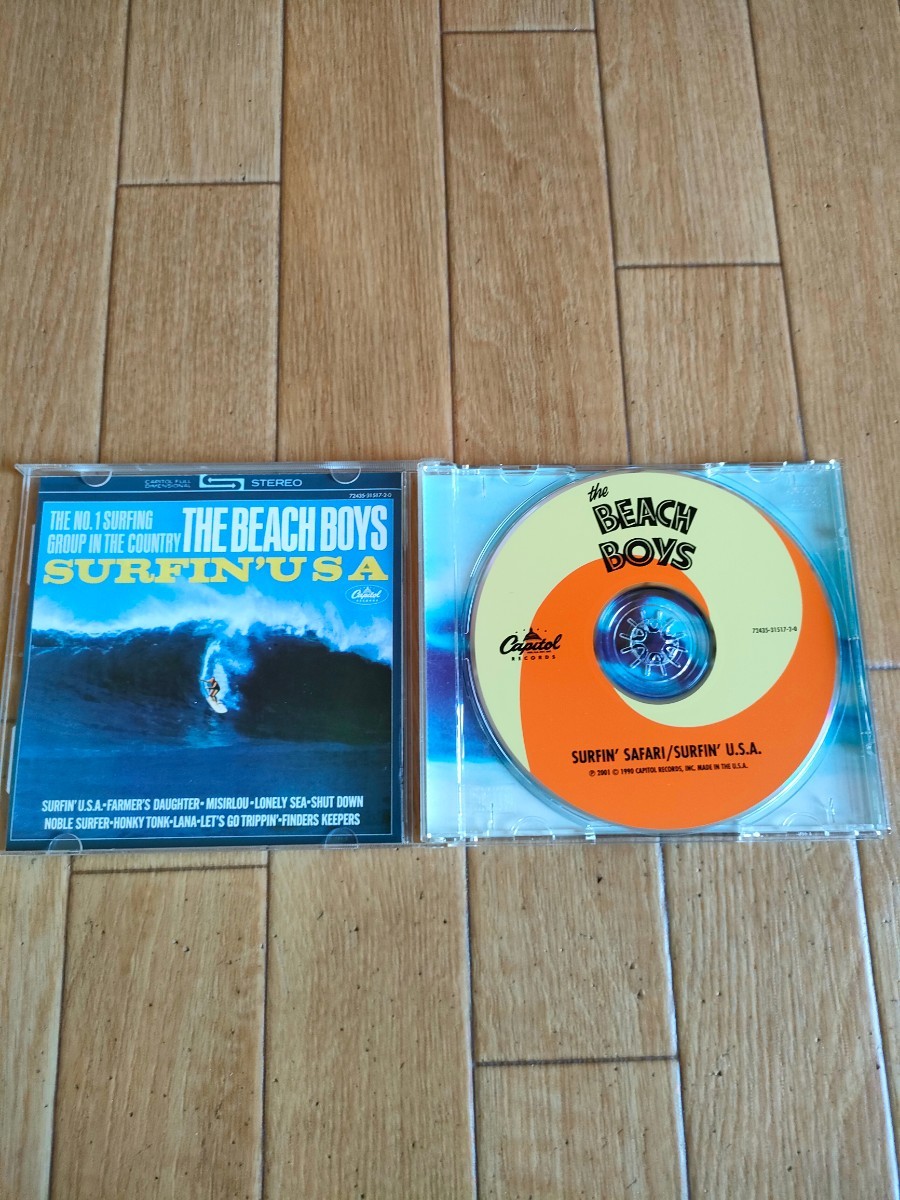 CAPITOL FULL
DIMENSIONAL
STEREO
72435-31517-2-0
THE NO. 1 SURFING
GROUP IN THE COUNTRY
THE BEACH BOYS
SURFIN' U S A
Capitol
RECORDS
SURFIN' U.S.A. • FARMER'S DAUGHTER • MISIRLOU • LONELY SEA • SHUT DOWN
NOBLE SURFER • HONKY TONK • LANA • LET'S GO TRIPPIN' • FINDERS KEEPERS
the
BEACH
BOYS
Capitol
RECORDS
72435-31517-2-0
SURFIN' SAFARI/SURFIN' U.S.A.
℗ 2001 © 1990 CAPITOL RECORDS, INC. MADE IN THE U.S.A.